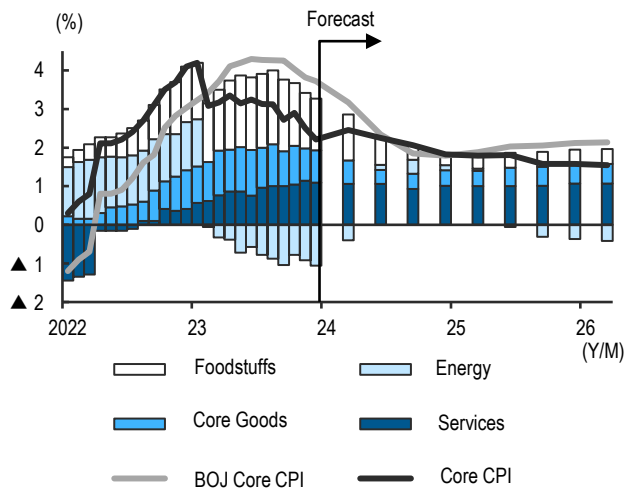 Forecast
(%)
4
3
2
1
0
▲ 1
▲ 2
2022 23 24 25 26
(Y/M)
Foodstuffs Energy
Core Goods Services
BOJ Core CPI Core CPI